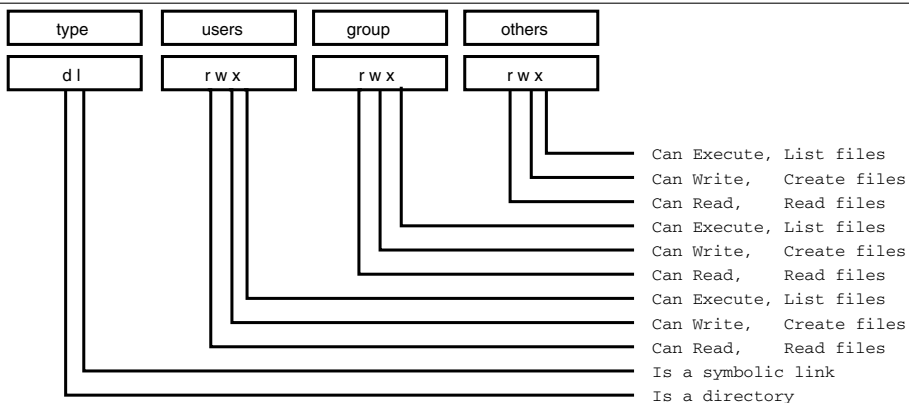 type users group others
d l r w x r w x r w x
Can Execute, List files
Can Write, Create files
Can Read, Read files
Can Execute, List files
Can Write, Create files
Can Read, Read files
Can Execute, List files
Can Write, Create files
Can Read, Read files
Is a symbolic link
Is a directory